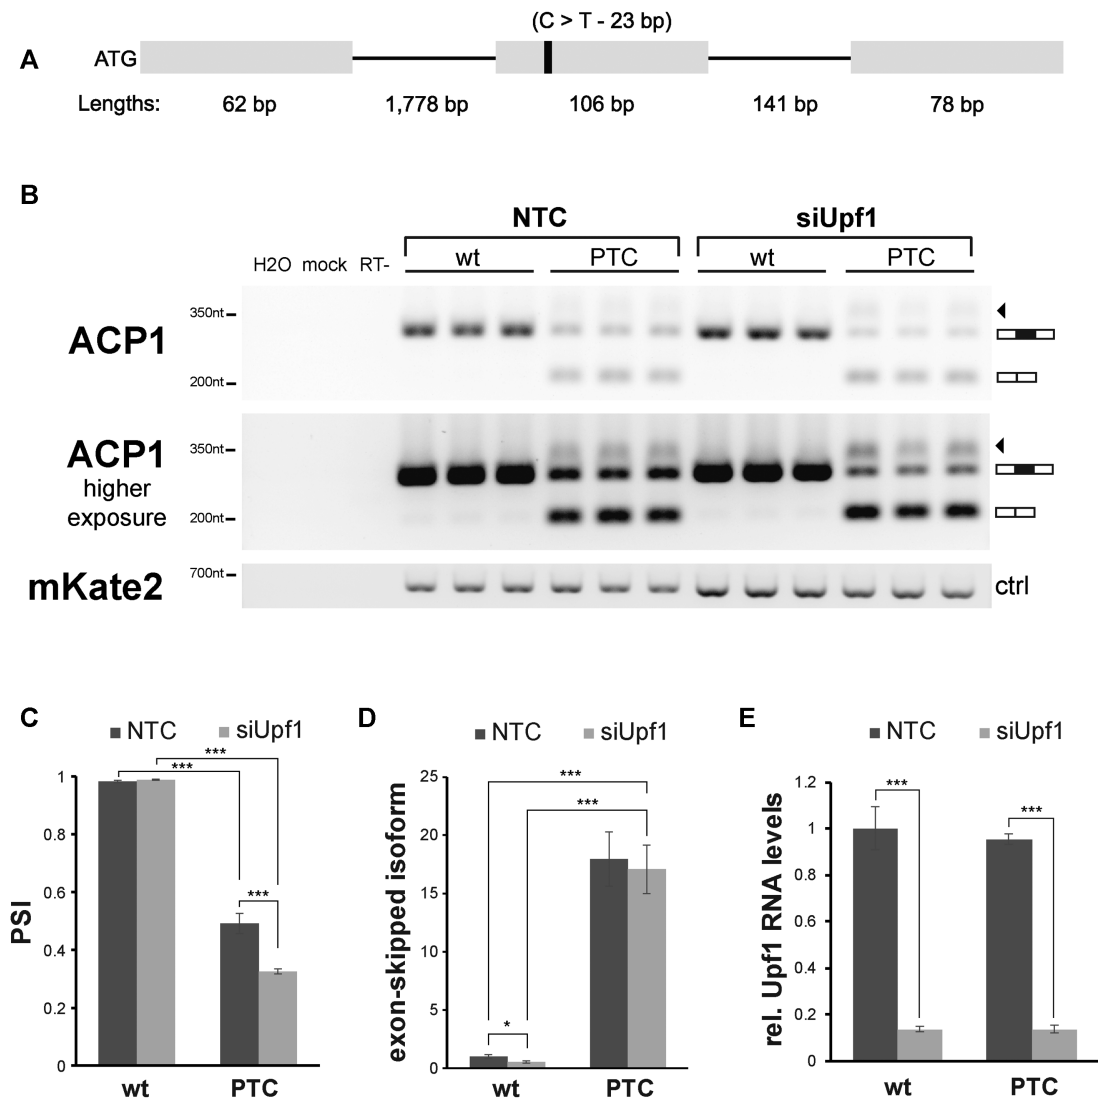 (C > T - 23 bp)
A
ATG
Lengths: 62 bp 1,778 bp 106 bp 141 bp 78 bp
B
NTC siUpf1
H2O mock RT- wt PTC wt PTC
350nt
ACP1
200nt
350nt
ACP1
higher
exposure
200nt
700nt
mKate2 ctrl
C
NTC siUpf1
***
***
***
PSI
1
0.8
0.6
0.4
0.2
0
wt PTC
D
NTC siUpf1
***
***
*
exon-skipped isoform
25
20
15
10
5
0
wt PTC
E
NTC siUpf1
***
***
rel. Upf1 RNA levels
1.2
1
0.8
0.6
0.4
0.2
0
wt PTC